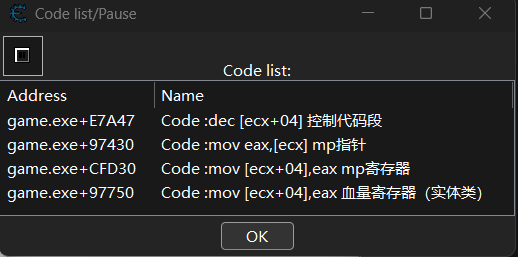 Code list/Pause
Code list:
Address Name
game.exe+E7A47 Code :dec [ecx+04] 控制代码段
game.exe+97430 Code :mov eax,[ecx] mp指针
game.exe+CFD30 Code :mov [ecx+04],eax mp寄存器
game.exe+97750 Code :mov [ecx+04],eax 血量寄存器（实体类）
OK